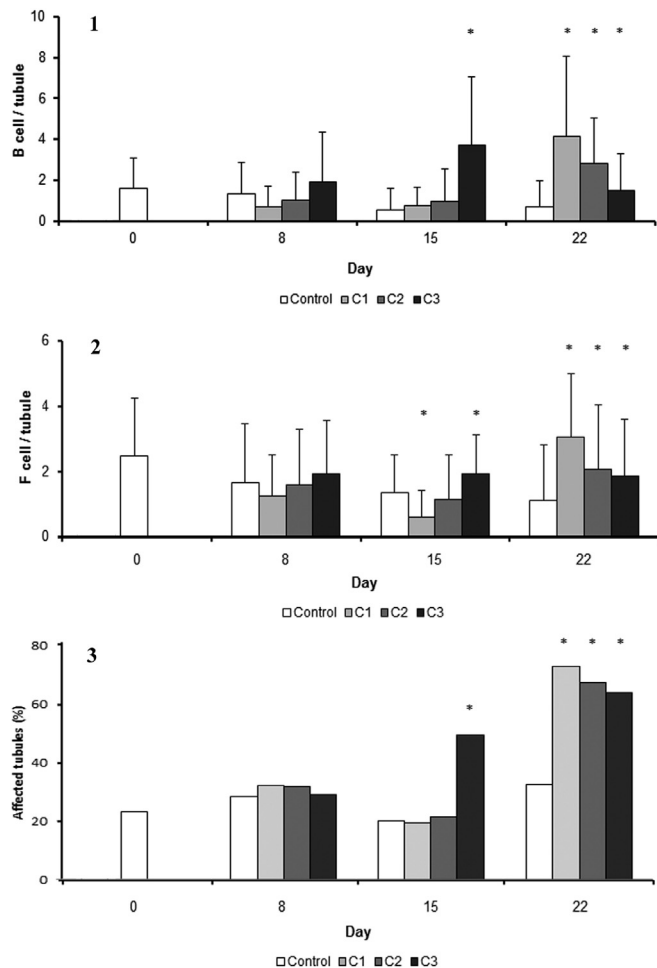 1
B cell / tubule
10
8
6
4
2
0
* * * *
0 8 15 22
Day
Control C1 C2 C3
2
F cell / tubule
6
4
2
0
* * * * *
0 8 15 22
Day
Control C1 C2 C3
3
Affected tubules (%)
80
60
40
20
0
* * * *
0 8 15 22
Day
Control C1 C2 C3